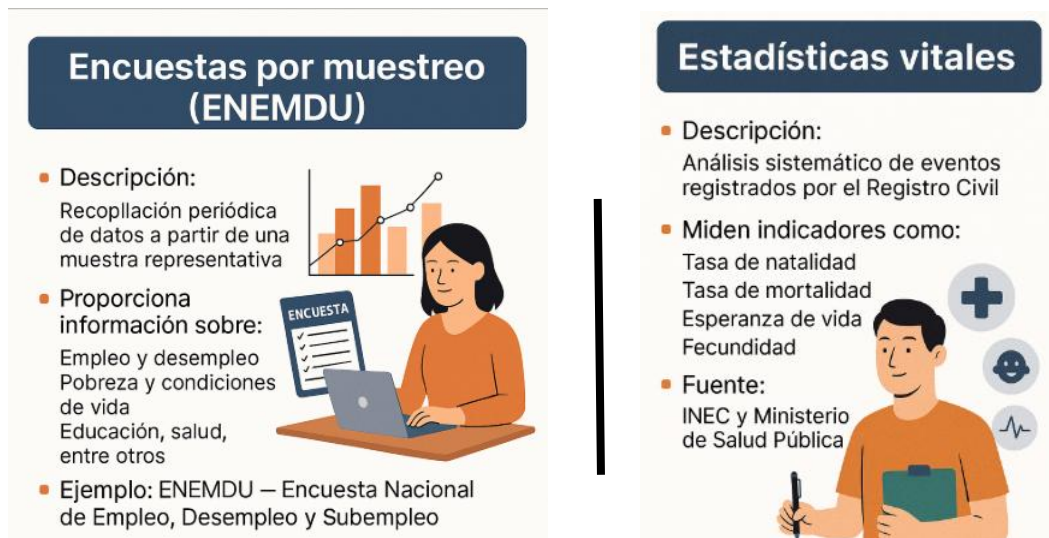 Encuestas por muestreo
(ENEMDU)
Descripción:
Recopllación periódica
de datos a partir de una
muestra representativa
Proporciona
información sobre:
Empleo y desempleo
Pobreza y condiciones
de vida
Educación, salud,
entre otros
Ejemplo: ENEMDU – Encuesta Nacional
de Empleo, Desempleo y Subempleo
ENCUESTA
Estadísticas vitales
Descripción:
Análisis sistemático de eventos
registrados por el Registro Civil
Miden indicadores como:
Tasa de natalidad
Tasa de mortalidad
Esperanza de vida
Fecundidad
Fuente:
INEC y Ministerio
de Salud Pública